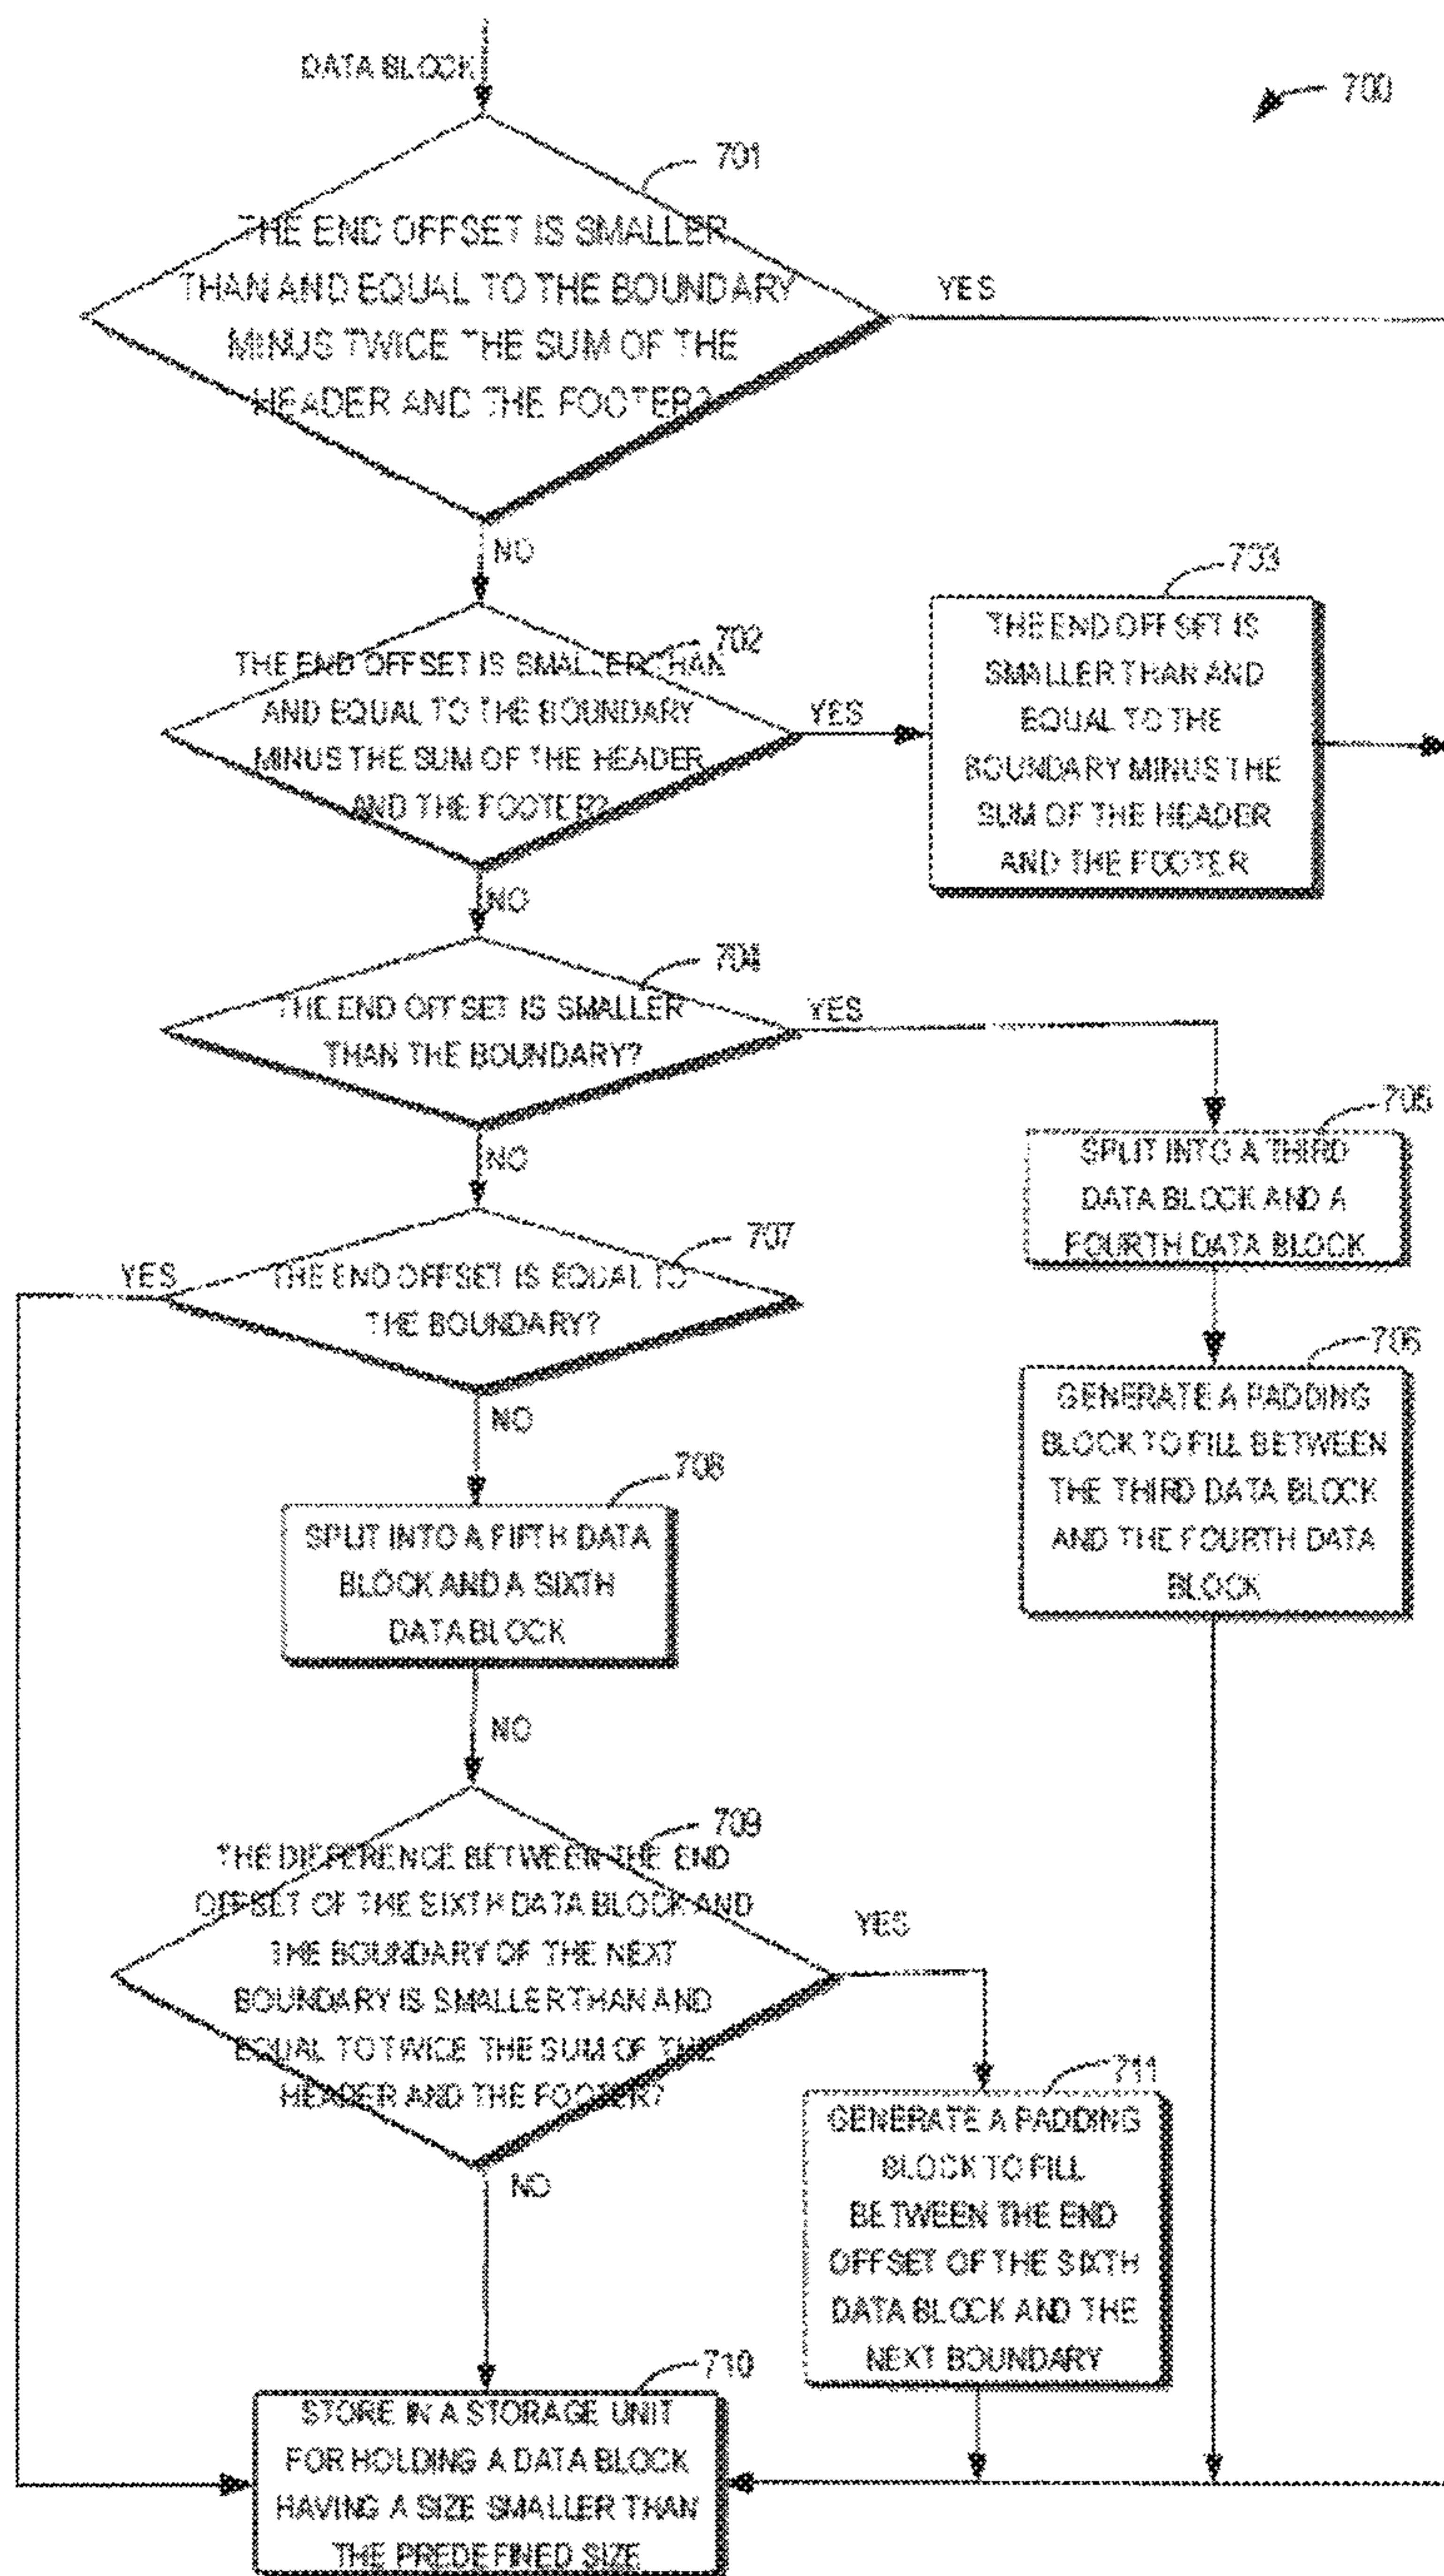 DATA BLOCK
700
701
THE END OFFSET IS SMALLER
THAN AND EQUAL TO THE BOUNDARY
MINUS TWICE THE SUM OF THE
HEADER AND THE FOOTER?
YES
NO
702
THE END OFFSET IS SMALLER THAN
AND EQUAL TO THE BOUNDARY
MINUS THE SUM OF THE HEADER
AND THE FOOTER?
YES
NO
703
THE END OFFSET IS
SMALLER THAN AND
EQUAL TO THE
BOUNDARY MINUS THE
SUM OF THE HEADER
AND THE FOOTER
704
THE END OFFSET IS SMALLER
THAN THE BOUNDARY?
YES
NO
705
SPLIT INTO A THIRD
DATA BLOCK AND A
FOURTH DATA BLOCK
706
GENERATE A PADDING
BLOCK TO FILL BETWEEN
THE THIRD DATA BLOCK
AND THE FOURTH DATA
BLOCK
707
THE END OFFSET IS EQUAL TO
THE BOUNDARY?
YES
NO
708
SPLIT INTO A FIFTH DATA
BLOCK AND A SIXTH
DATA BLOCK
NO
709
THE DIFFERENCE BETWEEN THE END
OFFSET OF THE SIXTH DATA BLOCK AND
THE BOUNDARY OF THE NEXT
BOUNDARY IS SMALLER THAN AND
EQUAL TO TWICE THE SUM OF THE
HEADER AND THE FOOTER?
YES
NO
711
GENERATE A PADDING
BLOCK TO FILL
BETWEEN THE END
OFFSET OF THE SIXTH
DATA BLOCK AND THE
NEXT BOUNDARY
710
STORE IN A STORAGE UNIT
FOR HOLDING A DATA BLOCK
HAVING A SIZE SMALLER THAN
THE PREDEFINED SIZE